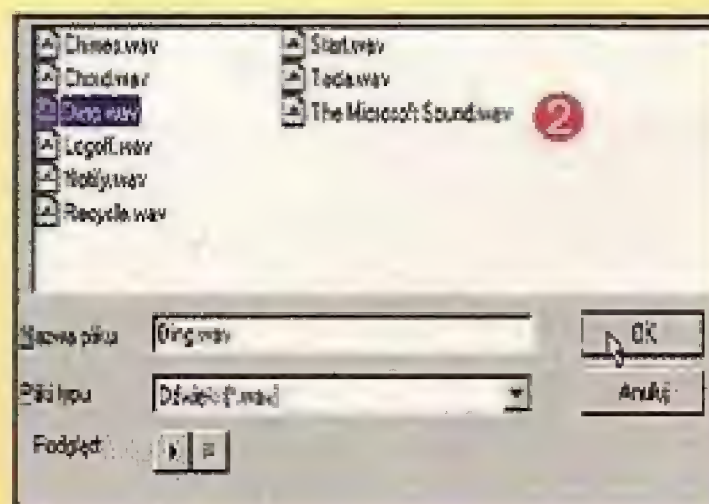 Chimes.wav
Chord.wav
Ding.wav
Logoff.wav
Notify.wav
Recycle.wav
Start.wav
Tada.wav
The Microsoft Sound.wav
2
Nazwa pliku: Ding.wav
OK
Pliki typu: Dźwięki (*.wav)
Anuluj
Podgląd: